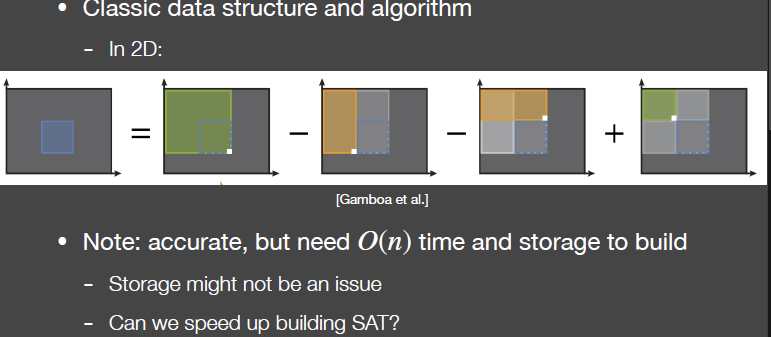 • Classic data structure and algorithm
- In 2D:
= − − +
[Gamboa et al.]
• Note: accurate, but need O(n) time and storage to build
- Storage might not be an issue
- Can we speed up building SAT?